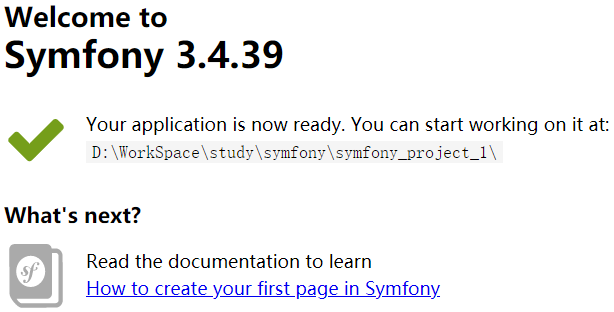 Welcome to
Symfony 3.4.39
Your application is now ready. You can start working on it at:
D:\WorkSpace\study\symfony\symfony_project_1\
What's next?
Read the documentation to learn
sf
How to create your first page in Symfony